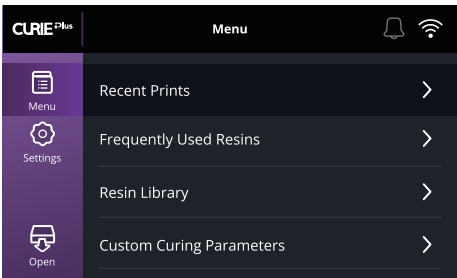 CURIE Plus
Menu
Menu
Recent Prints
Settings
Frequently Used Resins
Resin Library
Open
Custom Curing Parameters